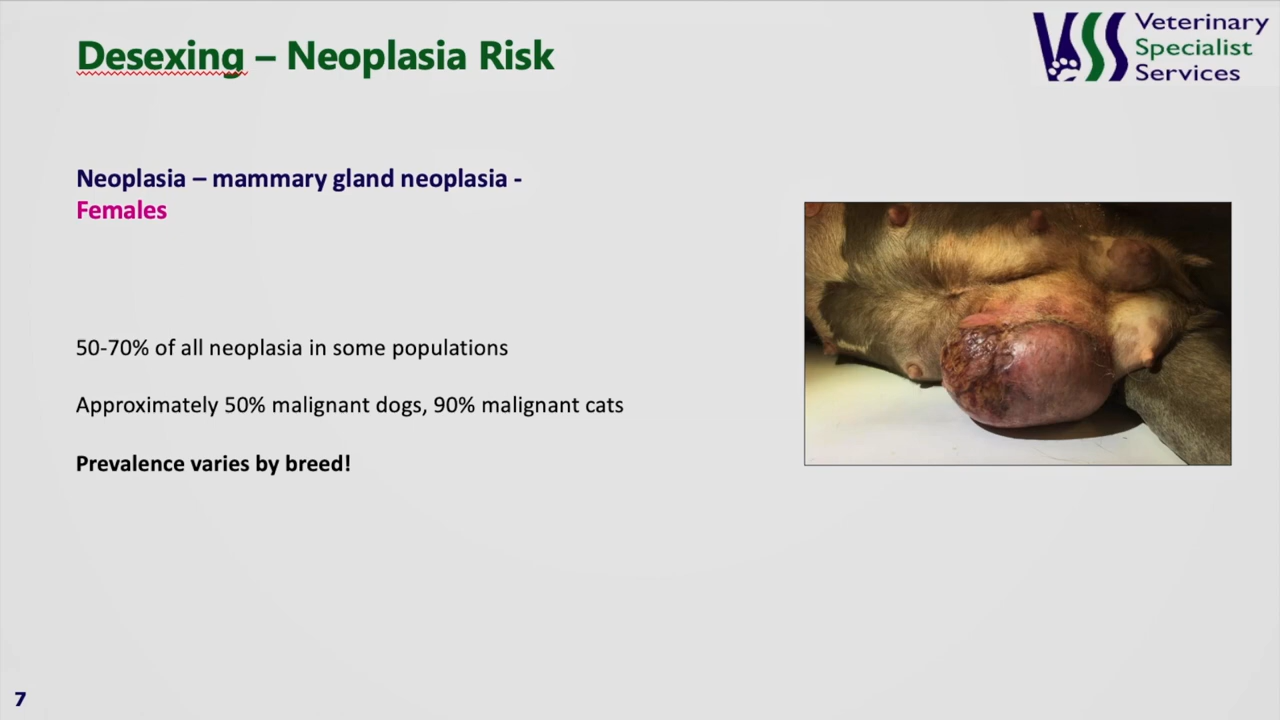 Desexing – Neoplasia Risk
Veterinary
Specialist
Services
Neoplasia – mammary gland neoplasia -
Females
50-70% of all neoplasia in some populations
Approximately 50% malignant dogs, 90% malignant cats
Prevalence varies by breed!
7